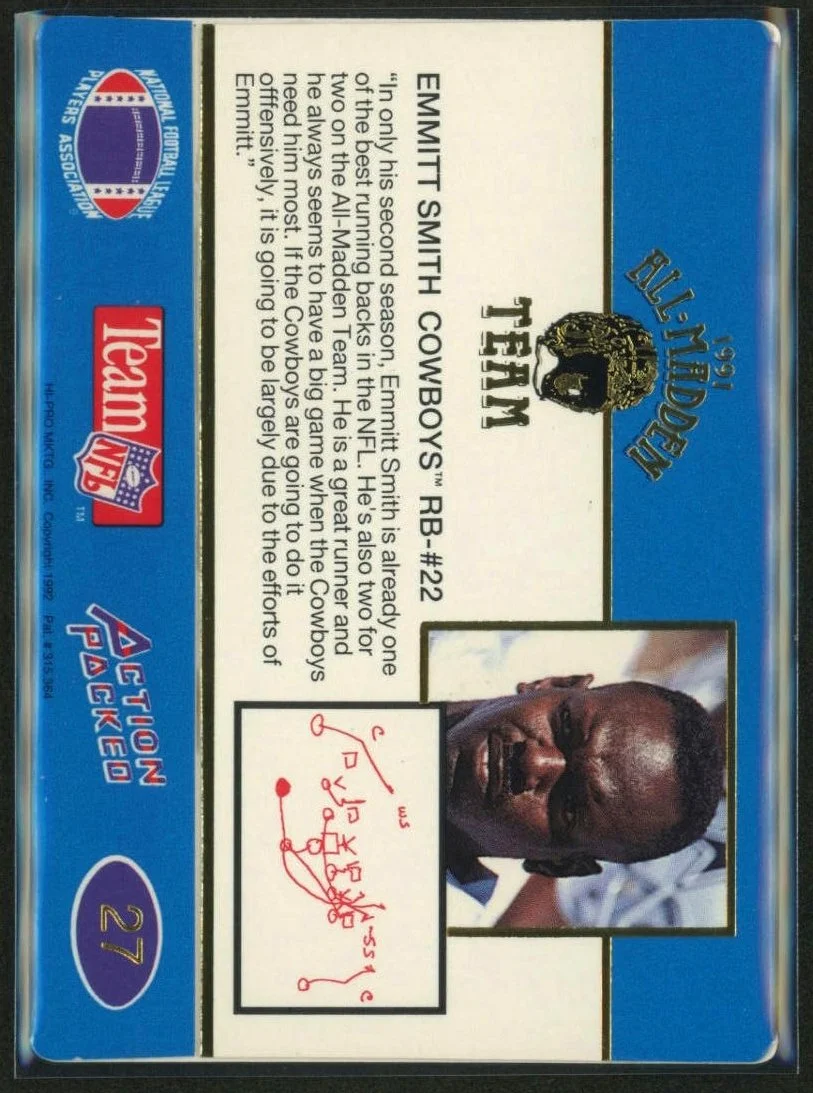 1991
ALL-MADDEN
TEAM
EMMITT SMITH COWBOYS™ RB-#22
“In only his second season, Emmitt Smith is already one
of the best running backs in the NFL. He's also two for
two on the All-Madden Team. He is a great runner and
he always seems to have a big game when the Cowboys
need him most. If the Cowboys are going to do it
offfensively, it is going to be largely due to the efforts of
Emmitt.”
C
WS
SS
C
NATIONAL FOOTBALL LEAGUE
PLAYERS ASSOCIATION
Team NFL™
ACTION
PACKED
27
HI-PRO MKTG. INC. Copyright 1992 Pat. # 315,364